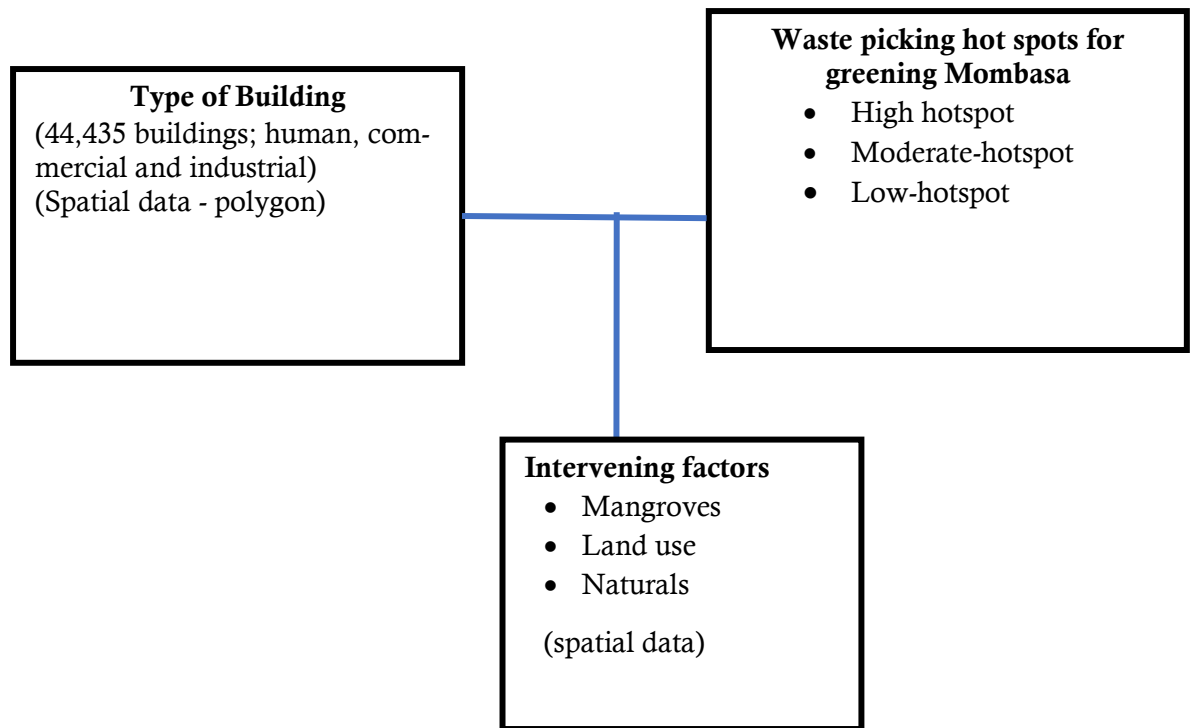 Type of Building
(44,435 buildings; human, com-
mercial and industrial)
(Spatial data - polygon)
Waste picking hot spots for
greening Mombasa
• High hotspot
• Moderate-hotspot
• Low-hotspot
Intervening factors
• Mangroves
• Land use
• Naturals
(spatial data)